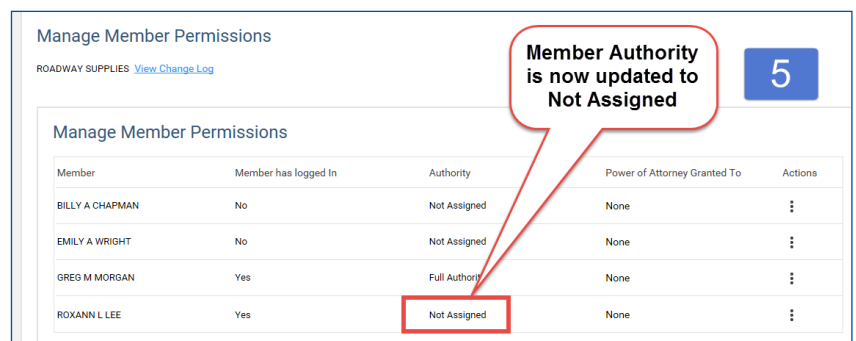 Manage Member Permissions
ROADWAY SUPPLIES View Change Log
Member Authority
is now updated to
Not Assigned
5
Manage Member Permissions
Member Member has logged In Authority Power of Attorney Granted To Actions
BILLY A CHAPMAN No Not Assigned None
EMILY A WRIGHT No Not Assigned None
GREG M MORGAN Yes Full Authority None
ROXANN L LEE Yes Not Assigned None